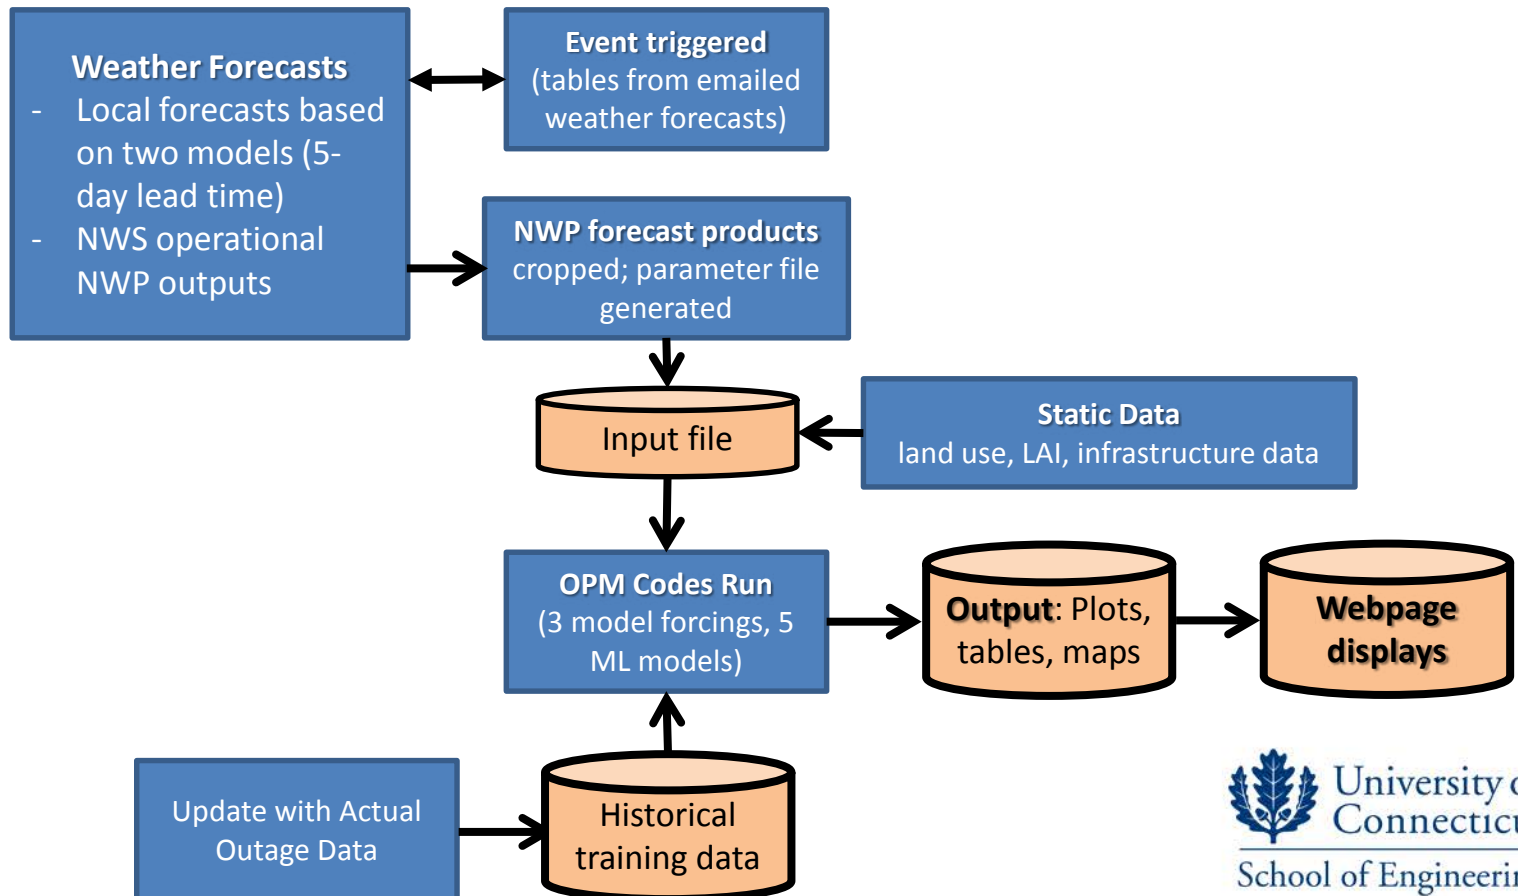 Weather Forecasts
- Local forecasts based
on two models (5-
day lead time)
- NWS operational
NWP outputs
Event triggered
(tables from emailed
weather forecasts)
NWP forecast products
cropped; parameter file
generated
Input file
Static Data
land use, LAI, infrastructure data
OPM Codes Run
(3 model forcings, 5
ML models)
Output: Plots,
tables, maps
Webpage
displays
Update with Actual
Outage Data
Historical
training data
University o
Connecticu
School of Engineerin